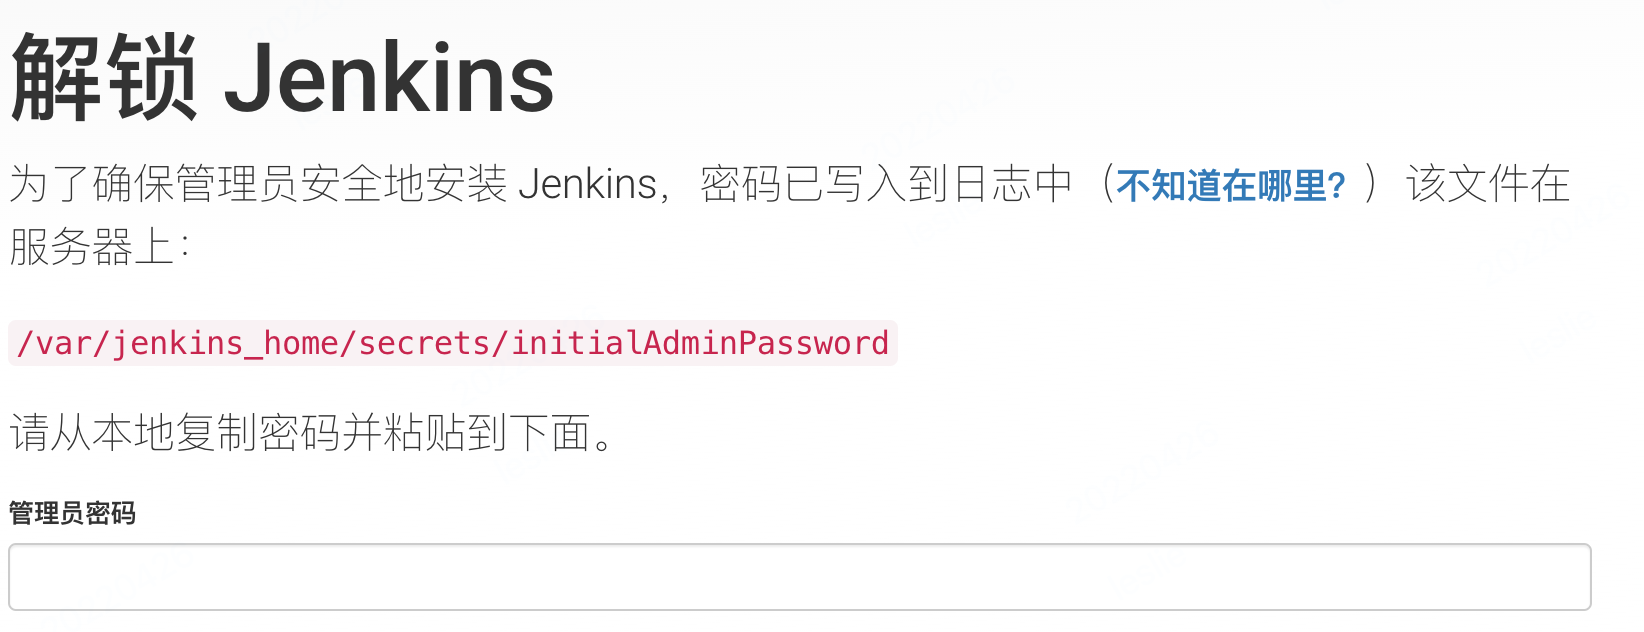 解锁 Jenkins
为了确保管理员安全地安装 Jenkins，密码已写入到日志中（不知道在哪里？）该文件在
服务器上：
/var/jenkins_home/secrets/initialAdminPassword
请从本地复制密码并粘贴到下面。
管理员密码